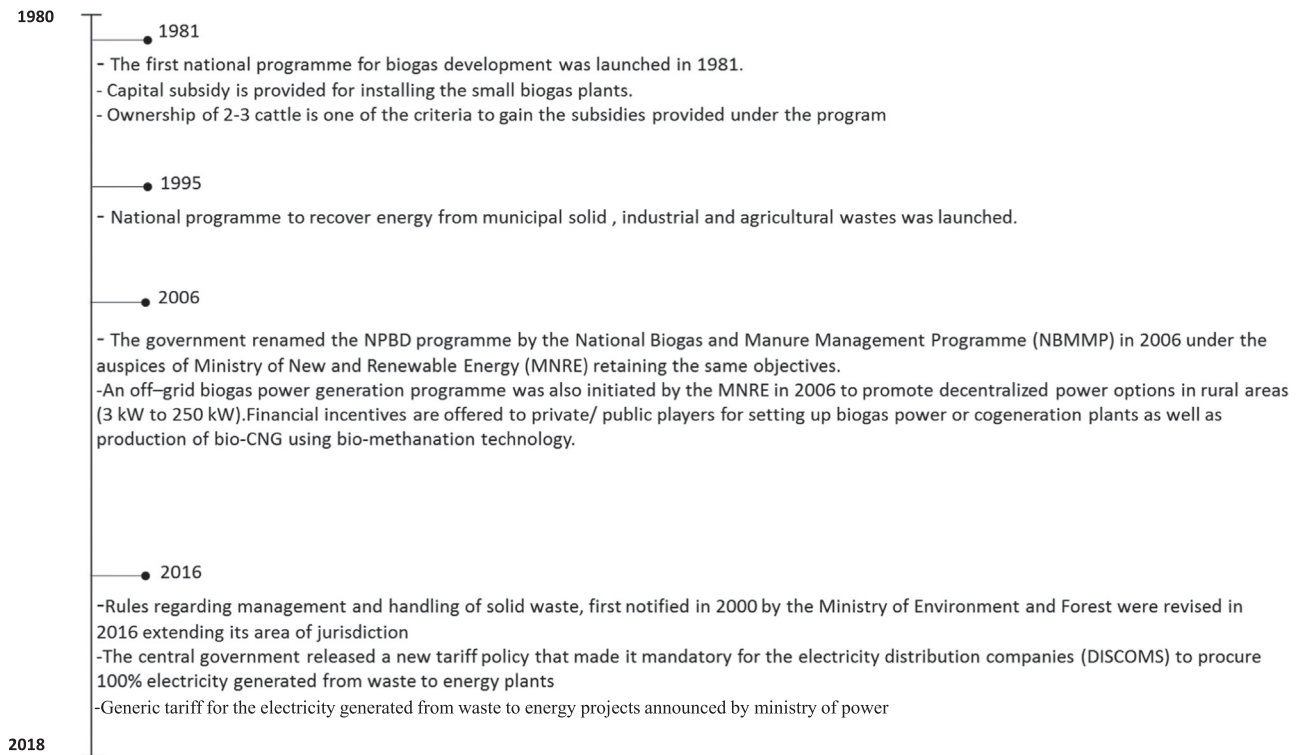 1980
1981
- The first national programme for biogas development was launched in 1981.
- Capital subsidy is provided for installing the small biogas plants.
- Ownership of 2-3 cattle is one of the criteria to gain the subsidies provided under the program
1995
- National programme to recover energy from municipal solid , industrial and agricultural wastes was launched.
2006
- The government renamed the NPBD programme by the National Biogas and Manure Management Programme (NBMMP) in 2006 under the
auspices of Ministry of New and Renewable Energy (MNRE) retaining the same objectives.
-An off–grid biogas power generation programme was also initiated by the MNRE in 2006 to promote decentralized power options in rural areas
(3 kW to 250 kW).Financial incentives are offered to private/ public players for setting up biogas power or cogeneration plants as well as
production of bio-CNG using bio-methanation technology.
2016
-Rules regarding management and handling of solid waste, first notified in 2000 by the Ministry of Environment and Forest were revised in
2016 extending its area of jurisdiction
-The central government released a new tariff policy that made it mandatory for the electricity distribution companies (DISCOMS) to procure
100% electricity generated from waste to energy plants
-Generic tariff for the electricity generated from waste to energy projects announced by ministry of power
2018